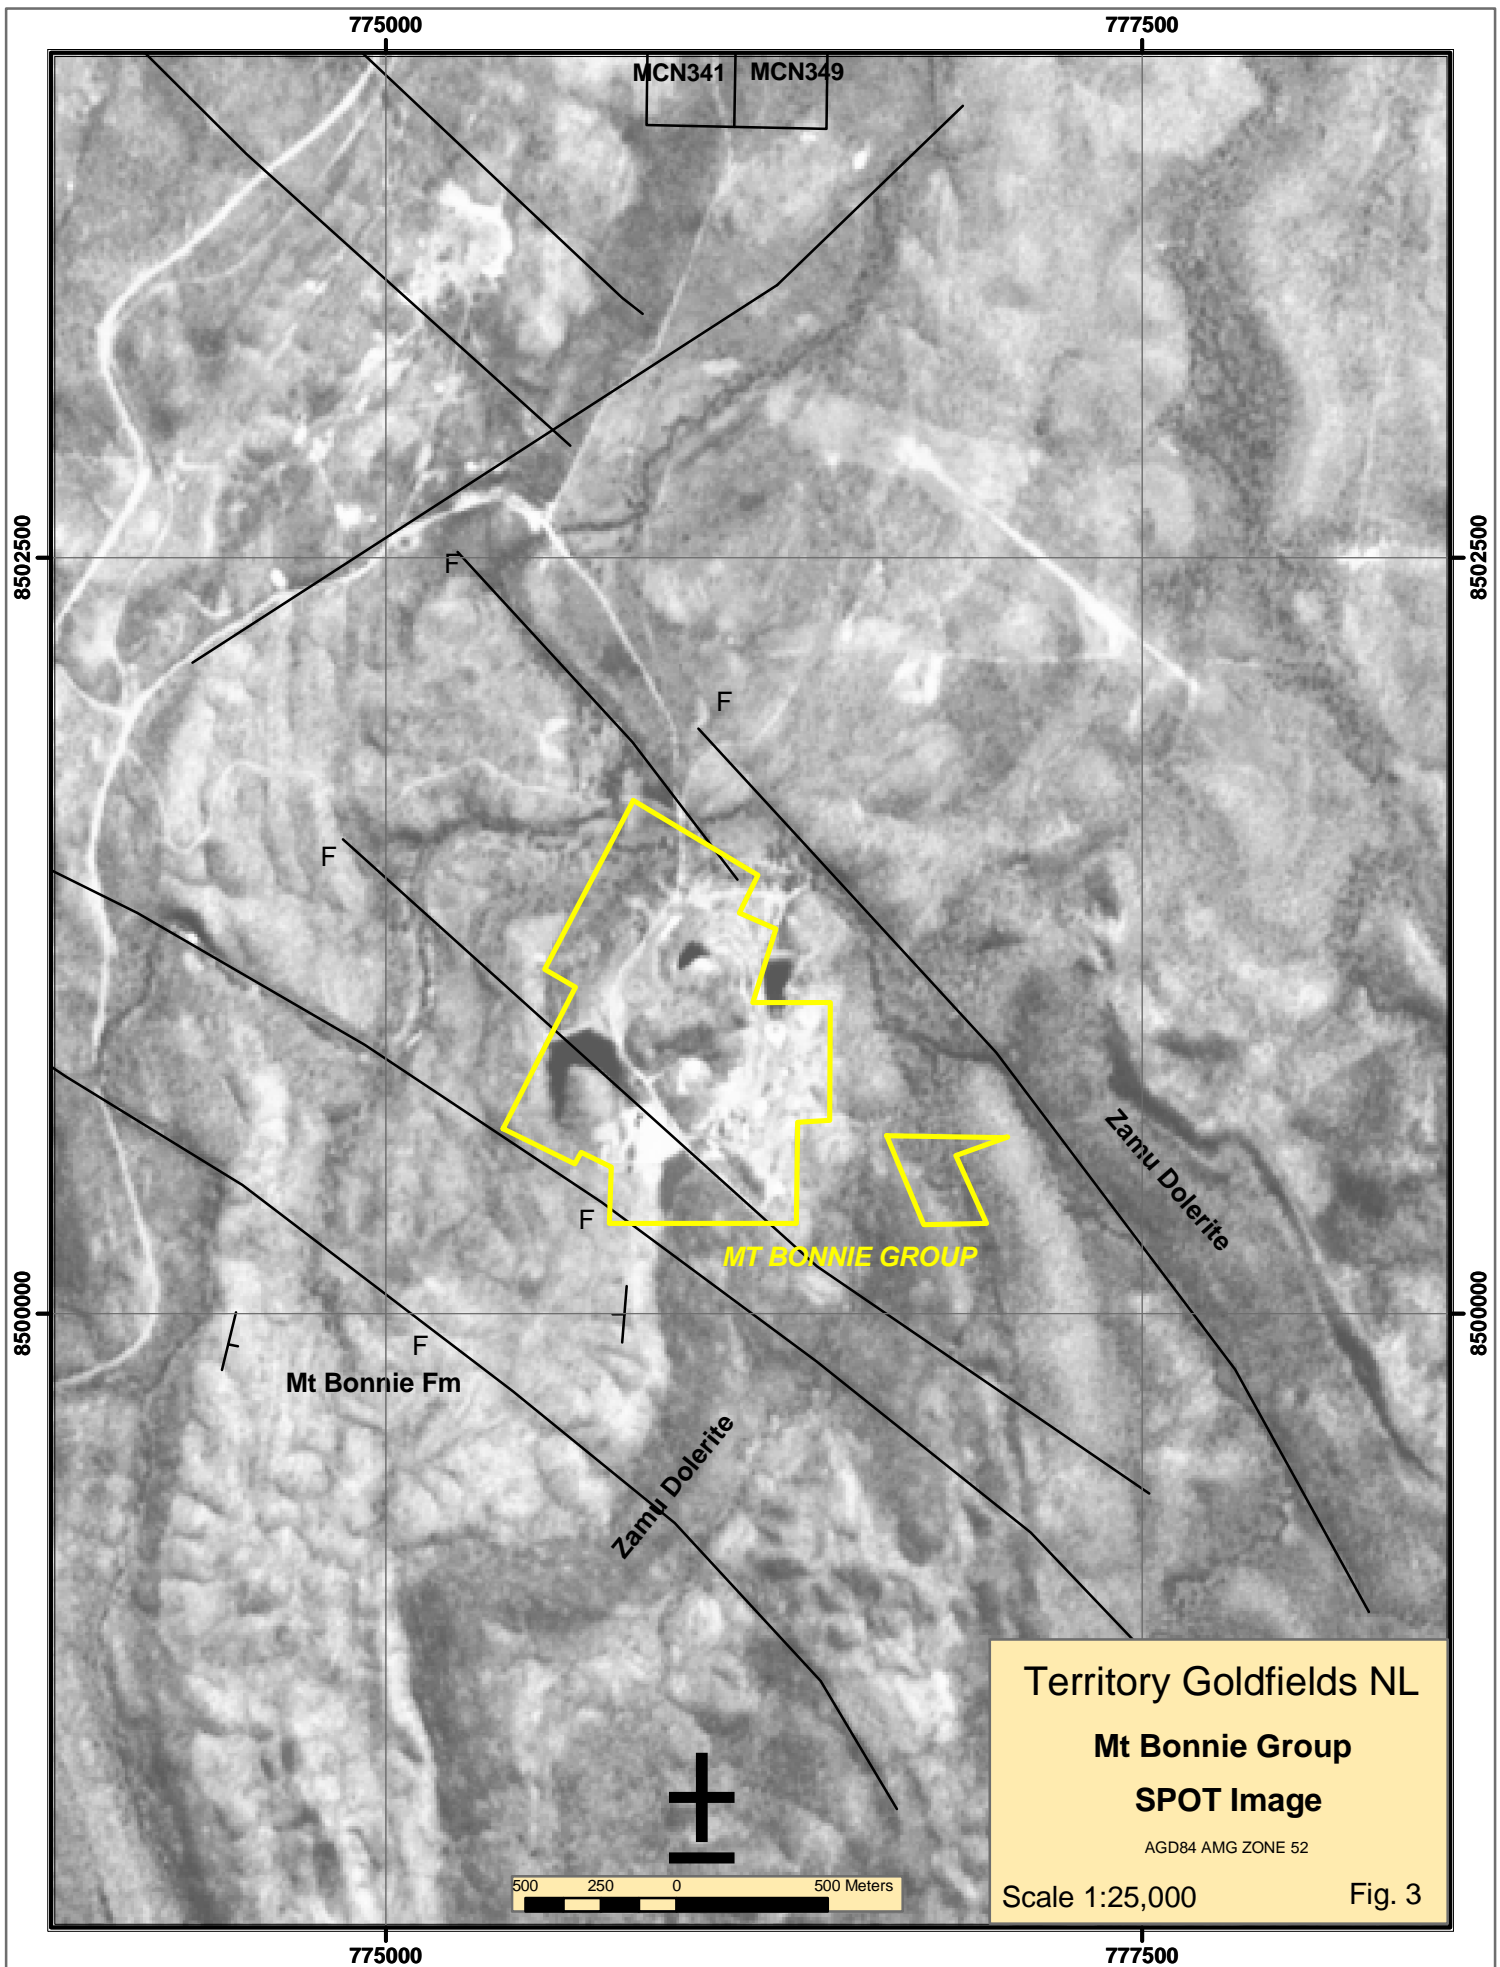 775000 777500
MCN341 MCN349
8502500 8502500
F
F
F
Zamu Dolerite
F
MT BONNIE GROUP
8500000 8500000
F
Mt Bonnie Fm
Zamu Dolerite
Territory Goldfields NL
Mt Bonnie Group
SPOT Image
AGD84 AMG ZONE 52
Scale 1:25,000 Fig. 3
500 250 0 500 Meters
775000 777500